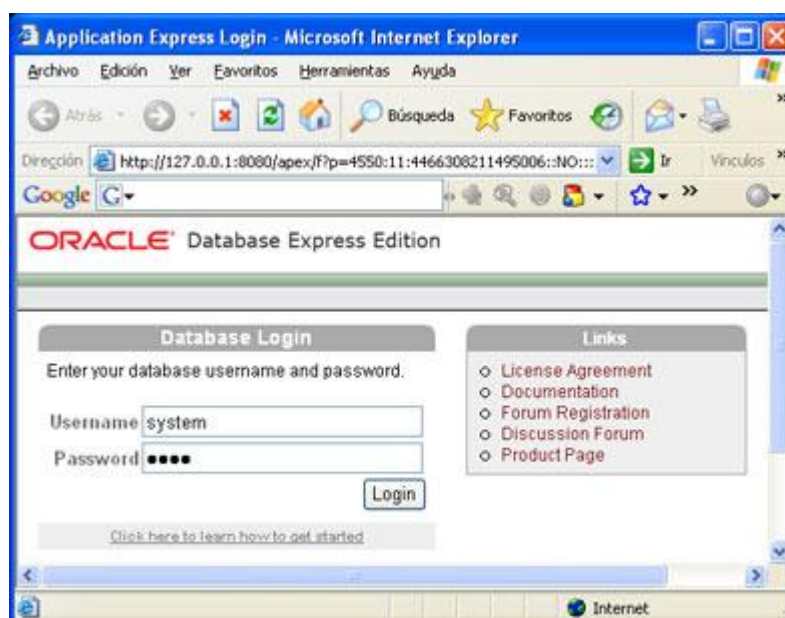 Application Express Login - Microsoft Internet Explorer
Archivo Edición Ver Favoritos Herramientas Ayuda
Atrás Búsqueda Favoritos »
Dirección http://127.0.0.1:8080/apex/f?p=4550:11:4466308211495006::NO::: Ir Vínculos »
Google G »
ORACLE Database Express Edition
Database Login
Enter your database username and password.
Username system
Password ••••
Login
Click here to learn how to get started
Links
License Agreement
Documentation
Forum Registration
Discussion Forum
Product Page
Internet